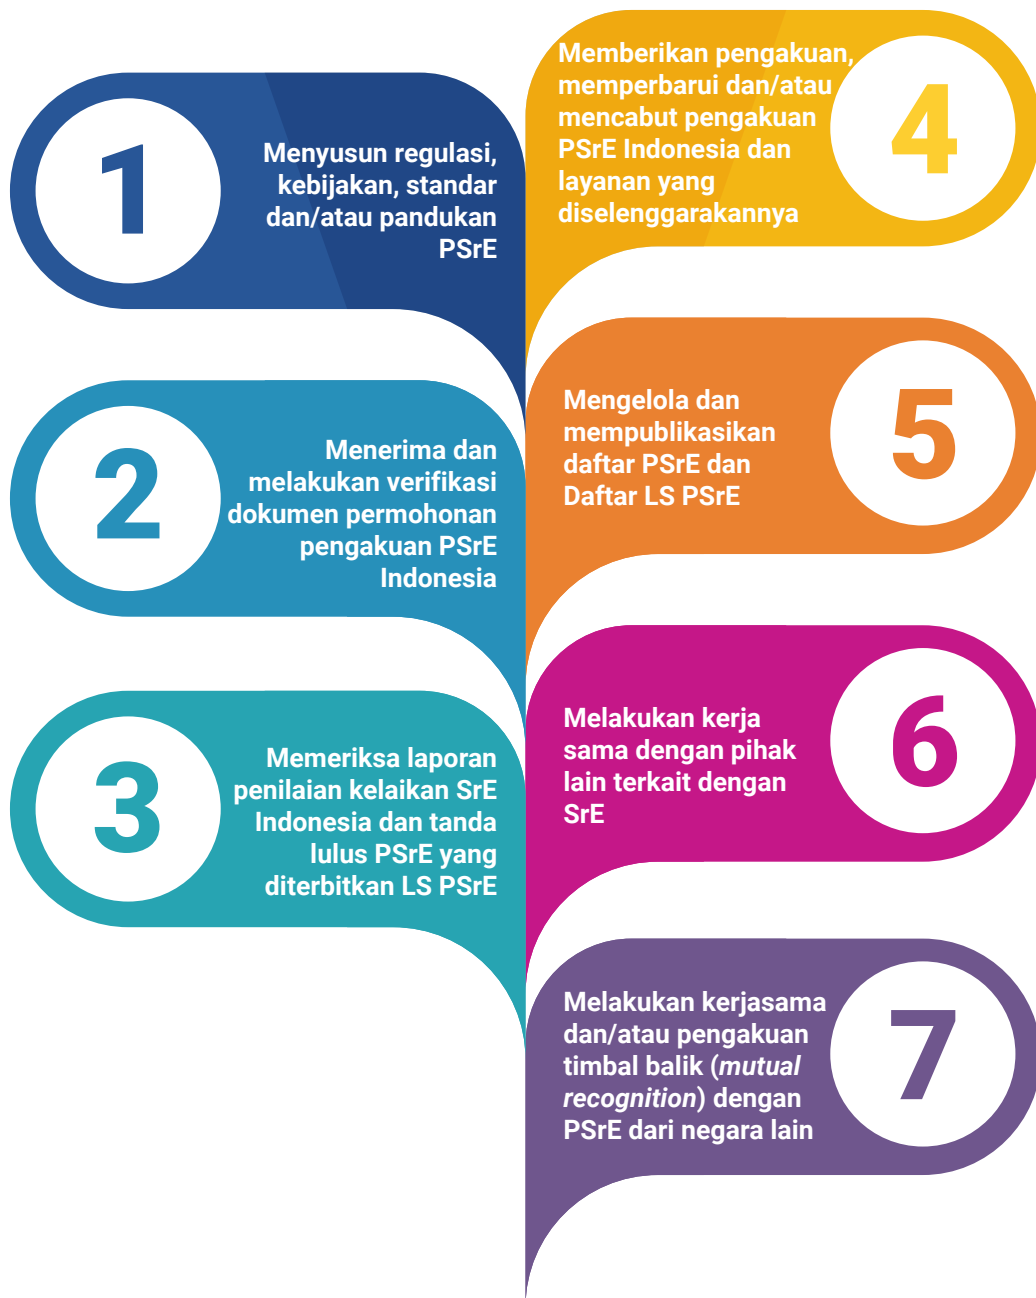 1
Menyusun regulasi,
kebijakan, standar
dan/atau pandukan
PSrE
2
Menerima dan
melakukan verifikasi
dokumen permohonan
pengakuan PSrE
Indonesia
3
Memeriksa laporan
penilaian kelaikan SrE
Indonesia dan tanda
lulus PSrE yang
diterbitkan LS PSrE
4
Memberikan pengakuan,
memperbarui dan/atau
mencabut pengakuan
PSrE Indonesia dan
layanan yang
diselenggarakannya
5
Mengelola dan
mempublikasikan
daftar PSrE dan
Daftar LS PSrE
6
Melakukan kerja
sama dengan pihak
lain terkait dengan
SrE
7
Melakukan kerjasama
dan/atau pengakuan
timbal balik (mutual
recognition) dengan
PSrE dari negara lain